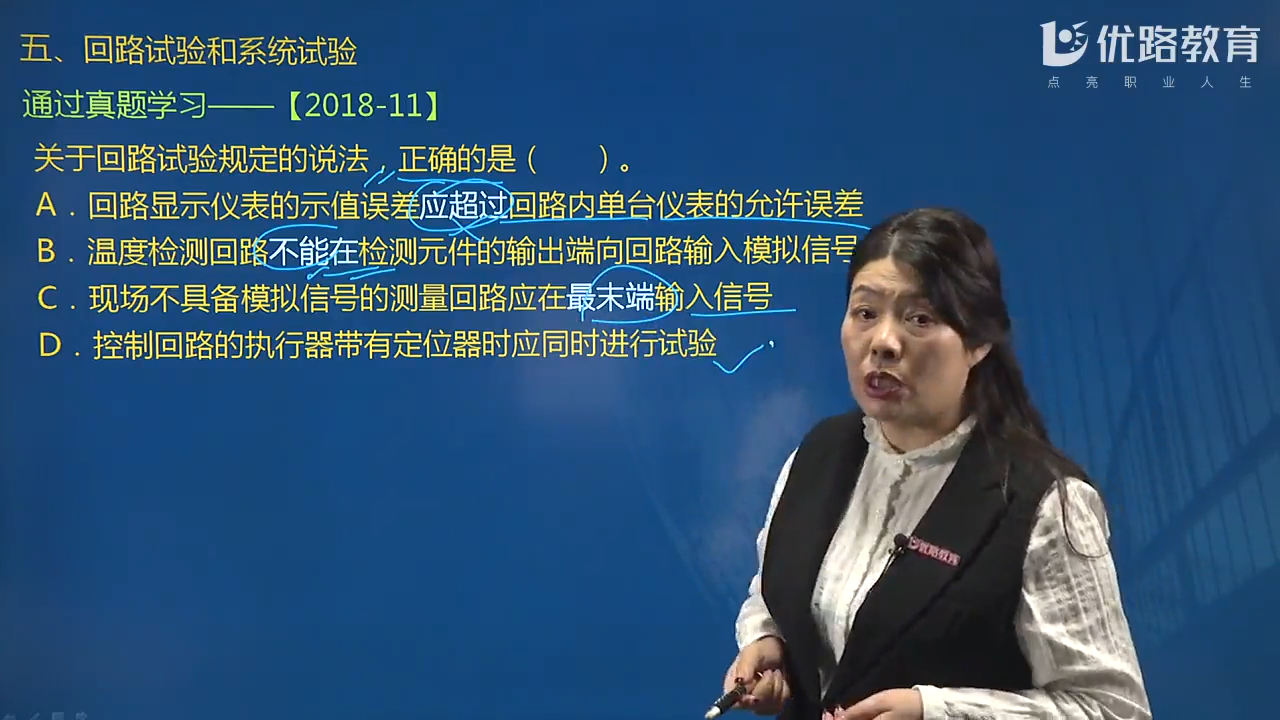 五、回路试验和系统试验
优路教育
点亮职业人生
通过真题学习——【2018-11】
关于回路试验规定的说法，正确的是（　　）。
A．回路显示仪表的示值误差应超过回路内单台仪表的允许误差
B．温度检测回路不能在检测元件的输出端向回路输入模拟信号
C．现场不具备模拟信号的测量回路应在最末端输入信号
D．控制回路的执行器带有定位器时应同时进行试验
优路教育